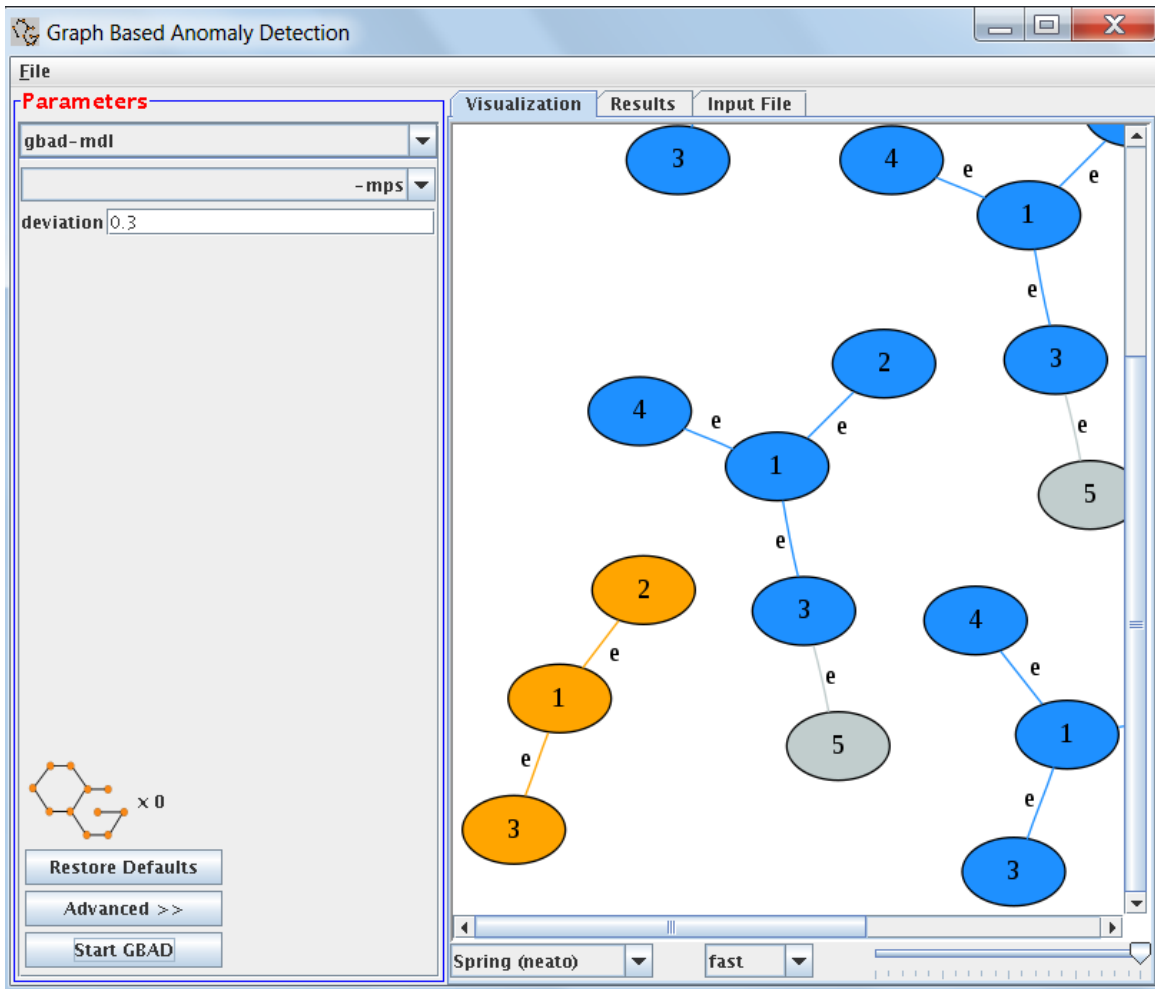 Graph Based Anomaly Detection
File
Parameters
gbad-mdl
-mps
deviation 0.3
x 0
Restore Defaults
Advanced >>
Start GBAD
Visualization Results Input File
3
4
e
e
1
e
3
e
5
2
4
e
e
1
e
3
e
5
2
e
1
e
3
4
e
1
e
3
Spring (neato) fast